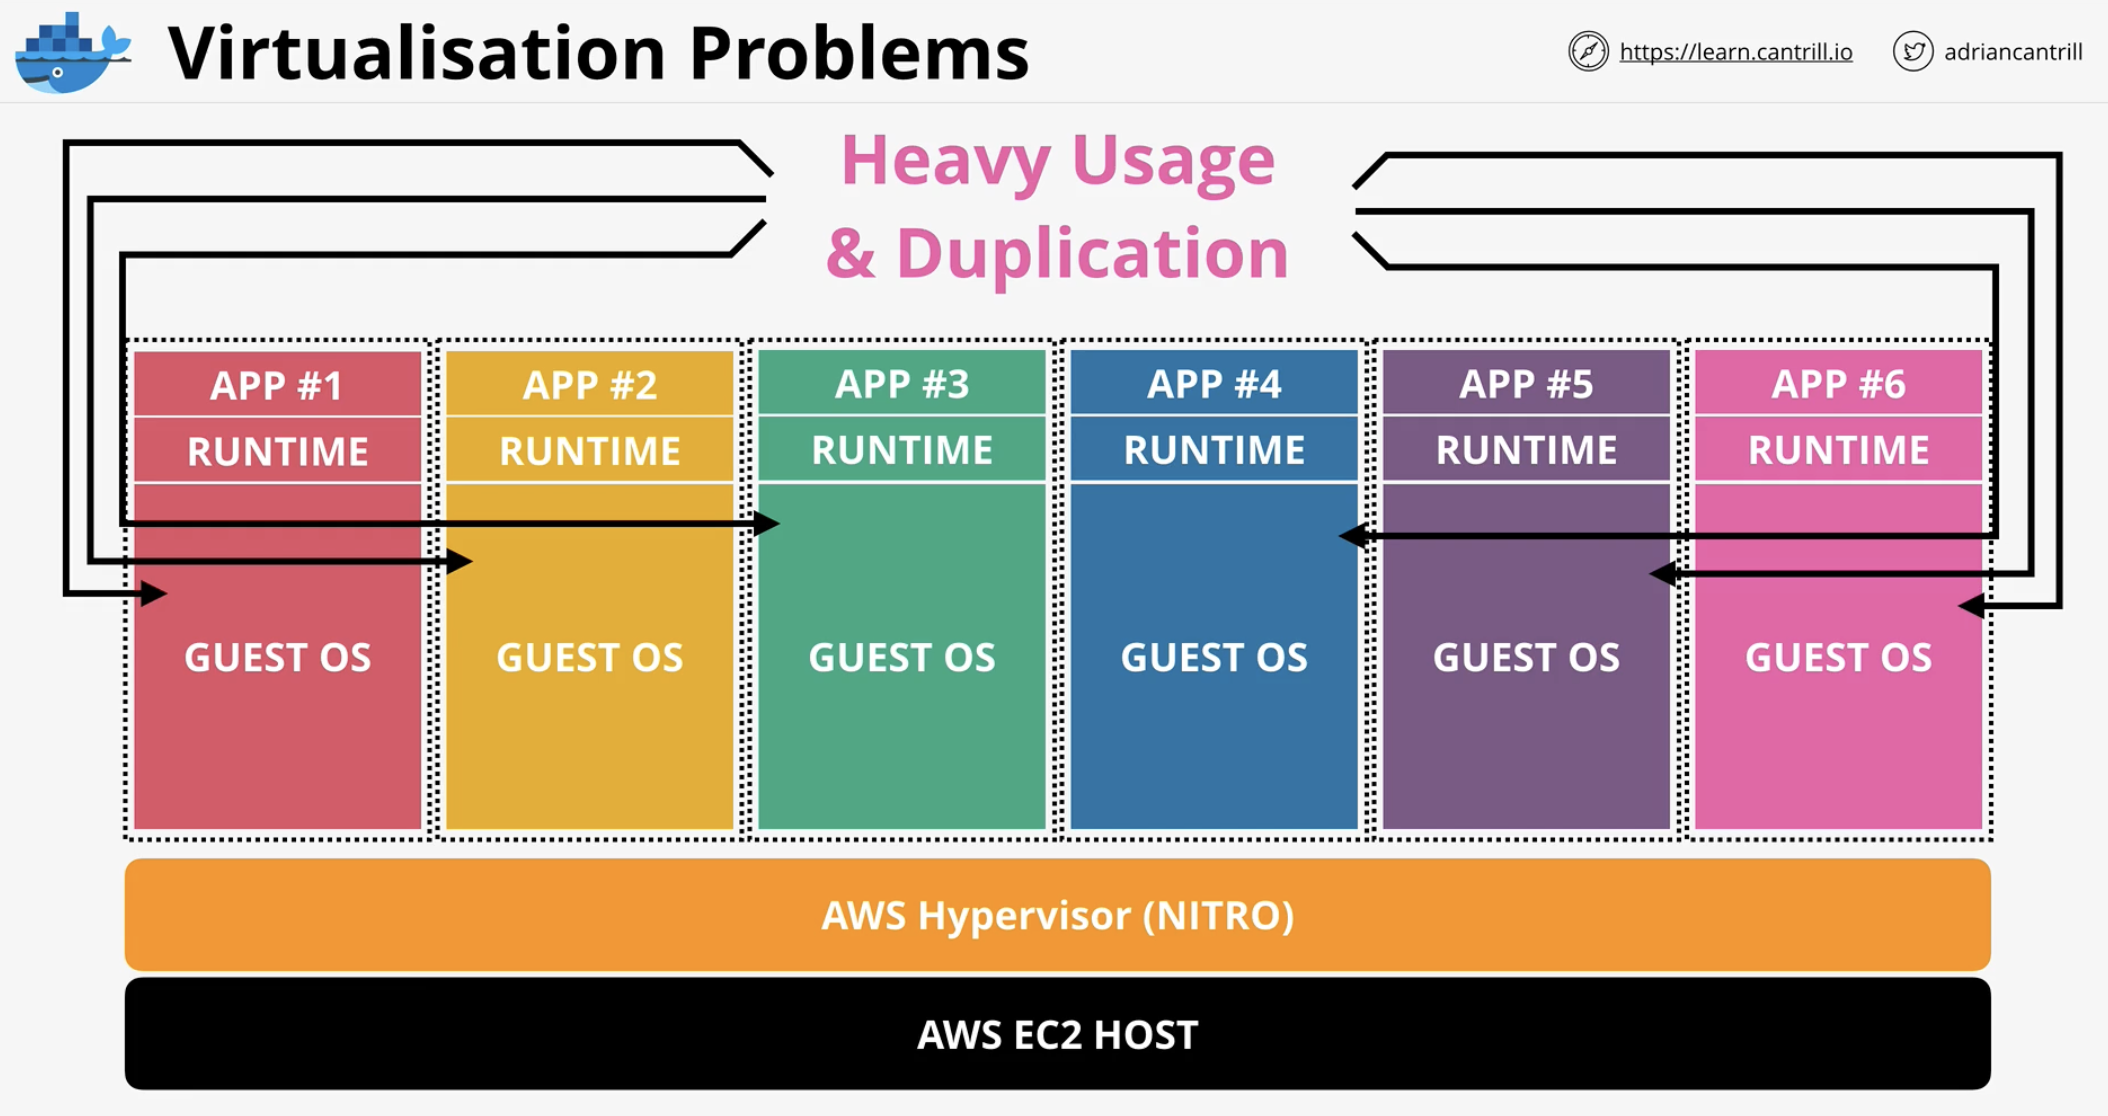 Virtualisation Problems
https://learn.cantrill.io
adriancantrill
Heavy Usage
& Duplication
APP #1
RUNTIME
GUEST OS
APP #2
RUNTIME
GUEST OS
APP #3
RUNTIME
GUEST OS
APP #4
RUNTIME
GUEST OS
APP #5
RUNTIME
GUEST OS
APP #6
RUNTIME
GUEST OS
AWS Hypervisor (NITRO)
AWS EC2 HOST